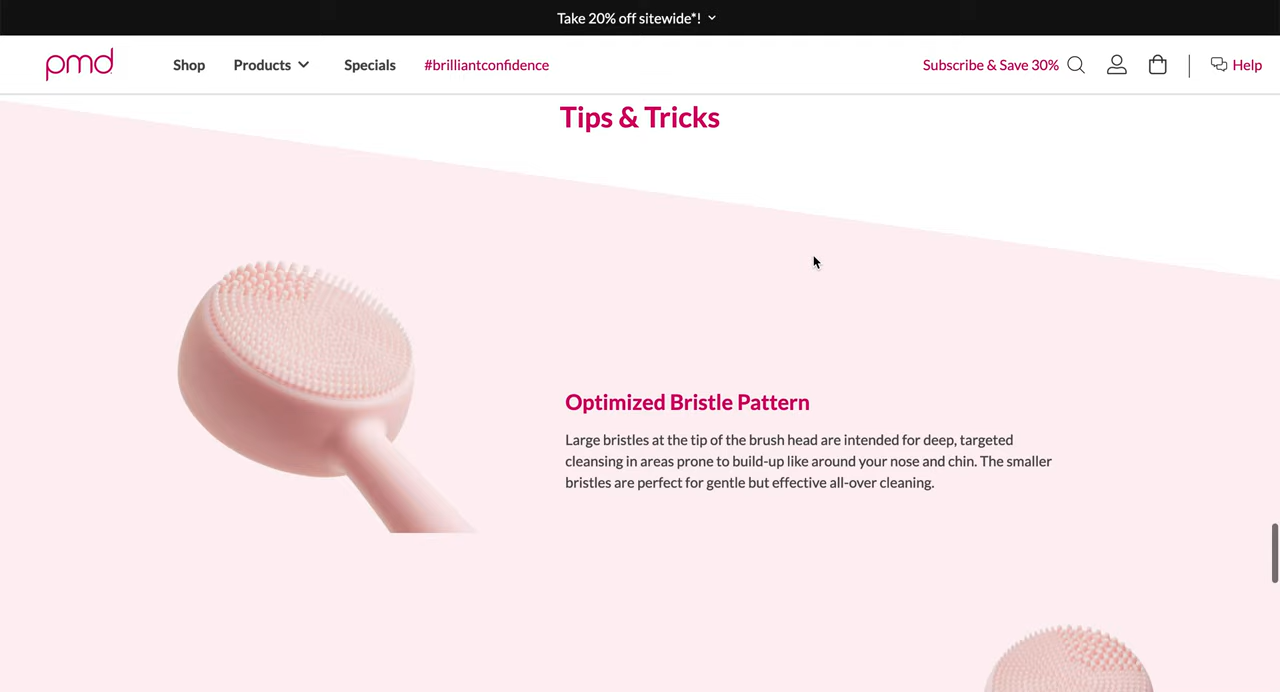 Take 20% off sitewide*!
pmd
Shop
Products
Specials
#brilliantconfidence
Subscribe & Save 30%
Help
Tips & Tricks
Optimized Bristle Pattern
Large bristles at the tip of the brush head are intended for deep, targeted
cleansing in areas prone to build-up like around your nose and chin. The smaller
bristles are perfect for gentle but effective all-over cleaning.